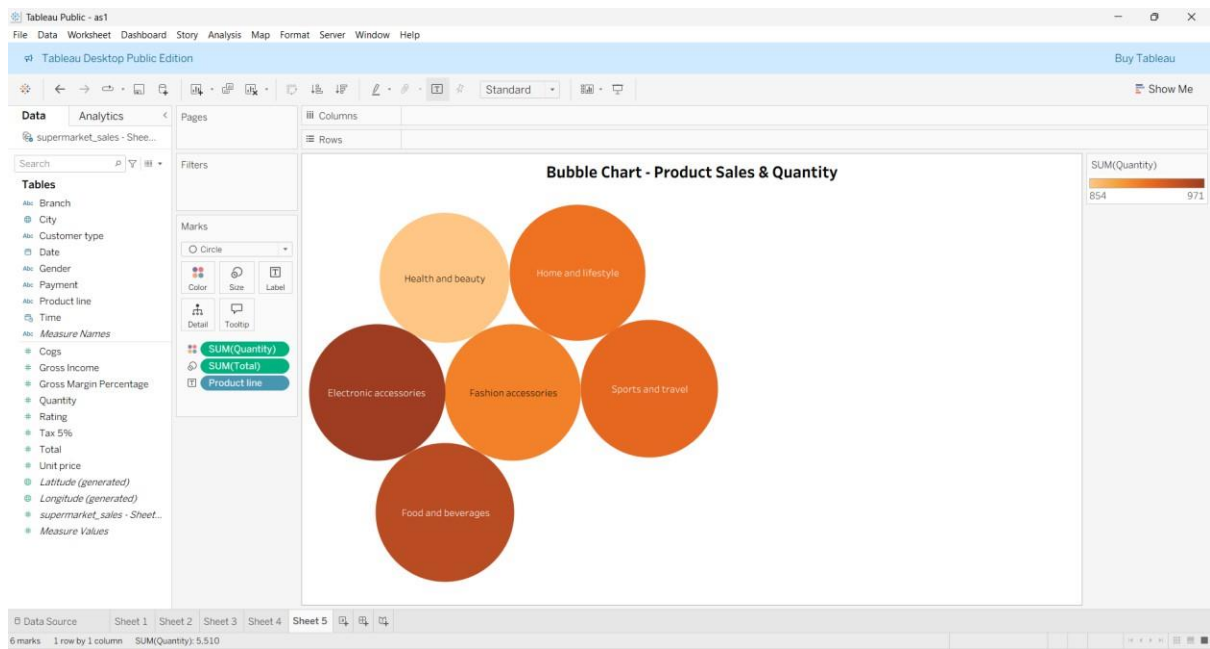 Tableau Public - as1
File Data Worksheet Dashboard Story Analysis Map Format Server Window Help
Tableau Desktop Public Edition
Buy Tableau
Standard
Show Me
Data Analytics
supermarket_sales - Shee...
Search
Tables
Abc Branch
City
Abc Customer type
Date
Abc Gender
Abc Payment
Abc Product line
Time
Abc Measure Names
# Cogs
# Gross Income
# Gross Margin Percentage
# Quantity
# Rating
# Tax 5%
# Total
# Unit price
Latitude (generated)
Longitude (generated)
# supermarket_sales - Sheet...
# Measure Values
Pages
Filters
Marks
Circle
Color Size Label
Detail Tooltip
SUM(Quantity)
SUM(Total)
Product line
Columns
Rows
Bubble Chart - Product Sales & Quantity
Health and beauty
Home and lifestyle
Electronic accessories
Fashion accessories
Sports and travel
Food and beverages
SUM(Quantity)
854 971
Data Source Sheet 1 Sheet 2 Sheet 3 Sheet 4 Sheet 5
6 marks 1 row by 1 column SUM(Quantity): 5,510